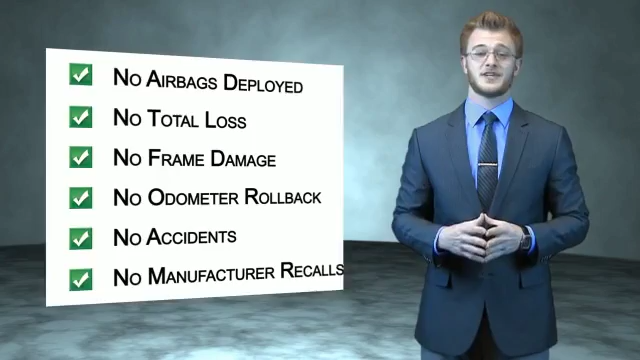 No Airbags Deployed
No Total Loss
No Frame Damage
No Odometer Rollback
No Accidents
No Manufacturer Recalls